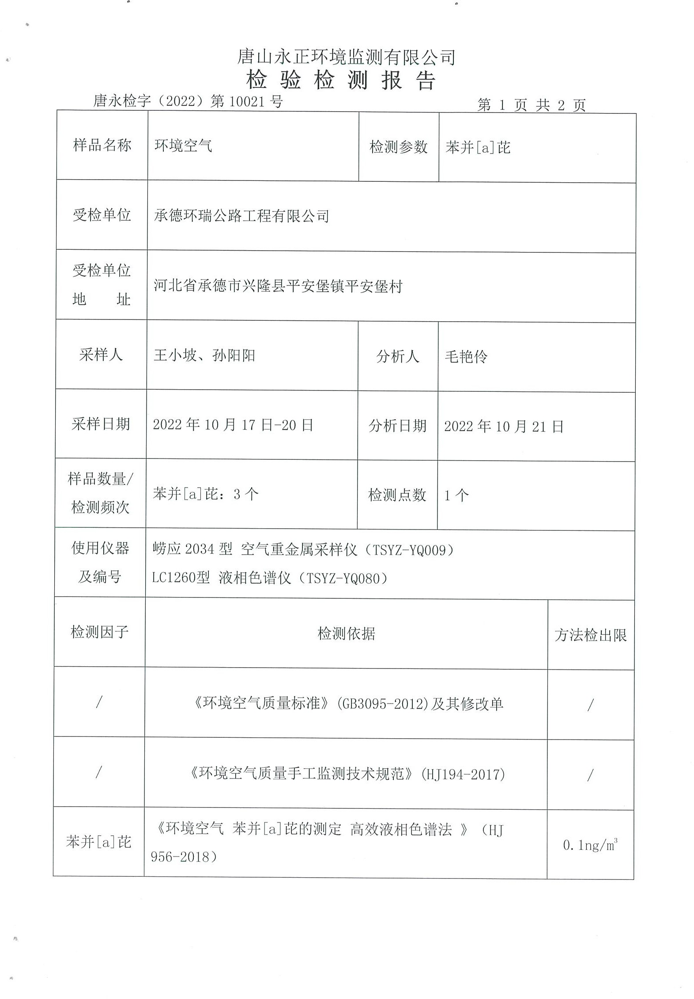 唐山永正环境监测有限公司
检验检测报告
唐永检字（2022）第 10021 号
第 1 页 共 2 页
样品名称
环境空气
检测参数
苯并[a]芘
受检单位
承德环瑞公路工程有限公司
受检单位
地 址
河北省承德市兴隆县平安堡镇平安堡村
采样人
王小坡、孙阳阳
分析人
毛艳伶
采样日期
2022 年 10 月 17 日-20 日
分析日期
2022 年 10 月 21 日
样品数量/
检测频次
苯并[a]芘：3 个
检测点数
1 个
使用仪器
及编号
崂应 2034 型 空气重金属采样仪（TSYZ-YQ009）
LC1260型 液相色谱仪（TSYZ-YQ080）
检测因子
检测依据
方法检出限
/
《环境空气质量标准》(GB3095-2012)及其修改单
/
/
《环境空气质量手工监测技术规范》(HJ194-2017)
/
苯并[a]芘
《环境空气 苯并[a]芘的测定 高效液相色谱法 》（HJ
956-2018）
0.1ng/m³